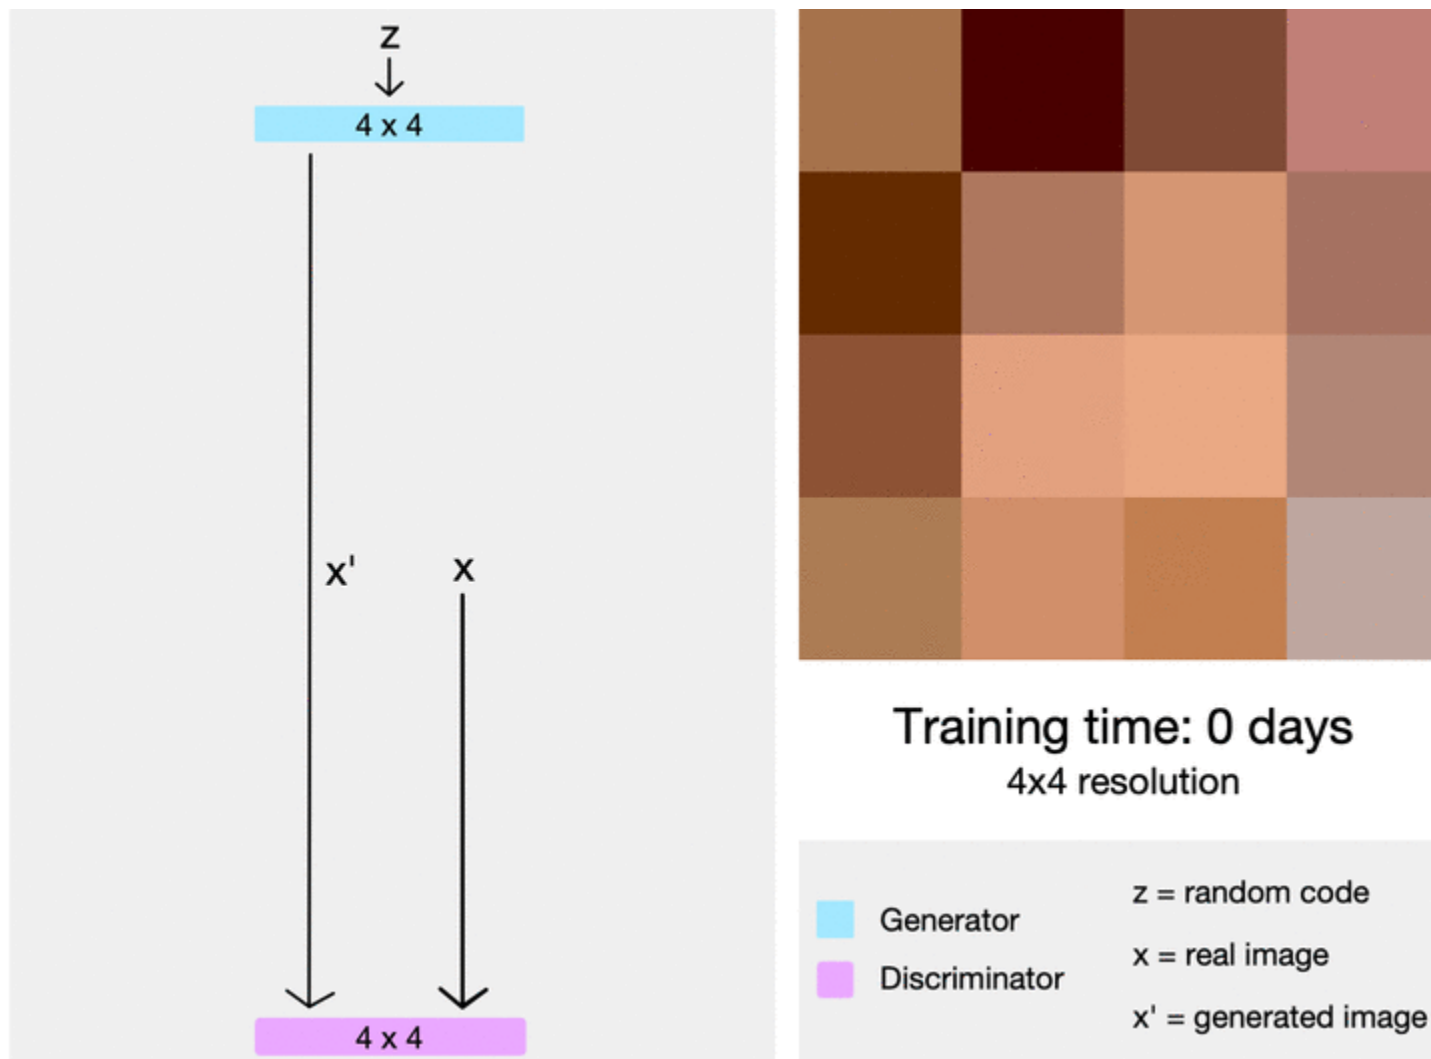 z
4 x 4
x'
x
4 x 4
Training time: 0 days
4x4 resolution
Generator
Discriminator
z = random code
x = real image
x' = generated image